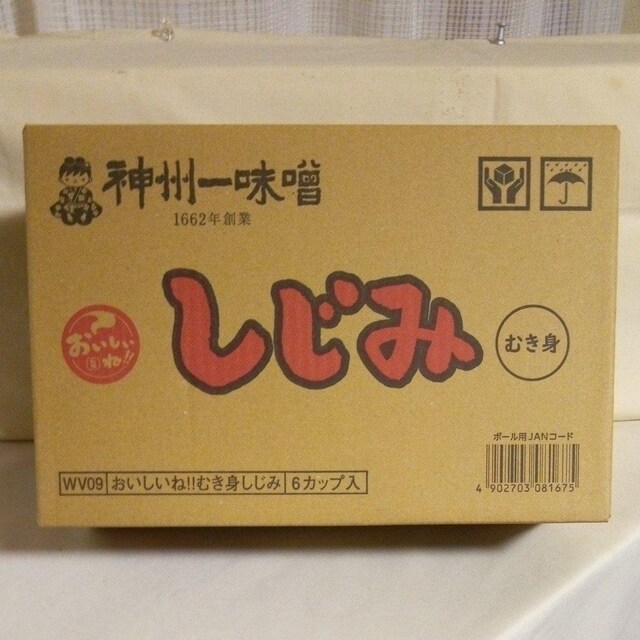 神州一味噌
1662年創業
おいしい
ね!!
しじみ
むき身
ボール用JANコード
4 902703 081675
WV09 おいしいね!!むき身しじみ 6カップ入